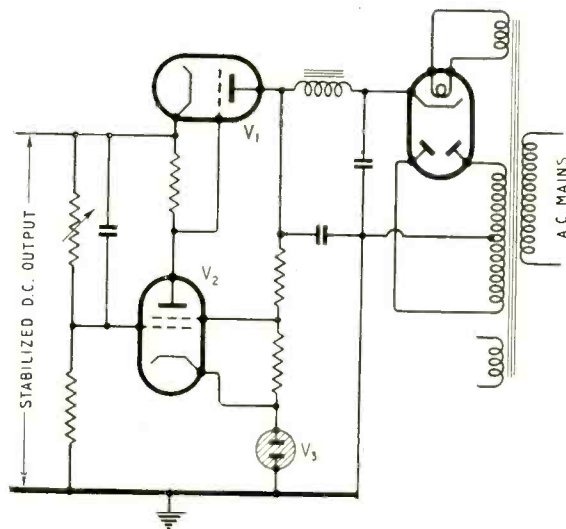 V₁
V₂
V₃
STABILIZED D.C. OUTPUT
A.C. MAINS